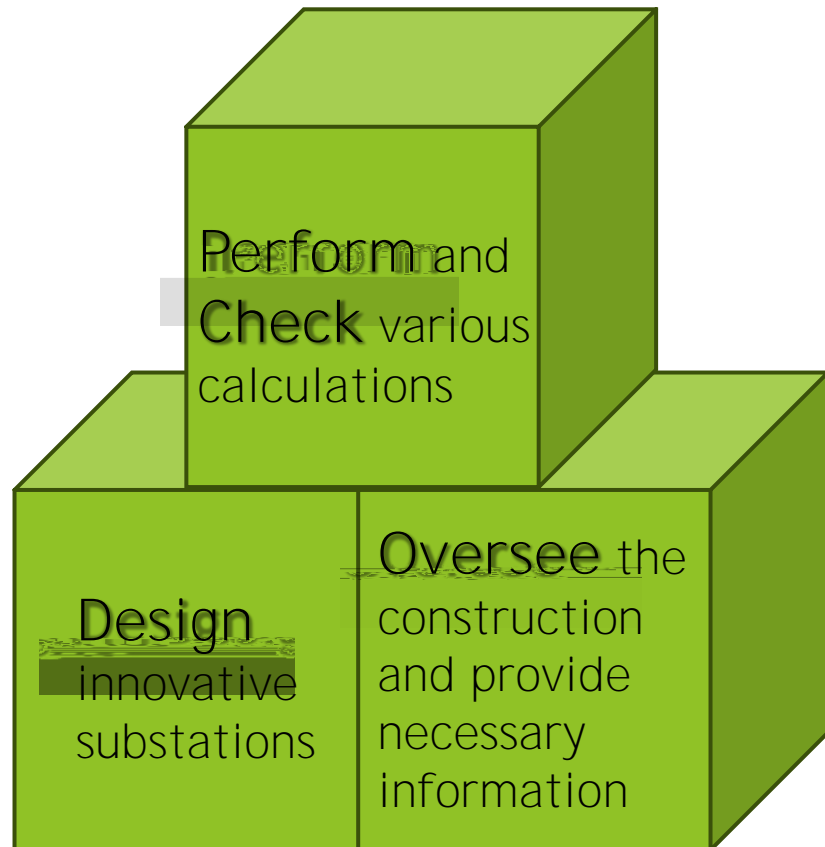 Perform and
Check various
calculations
Design
innovative
substations
Oversee the
construction
and provide
necessary
information